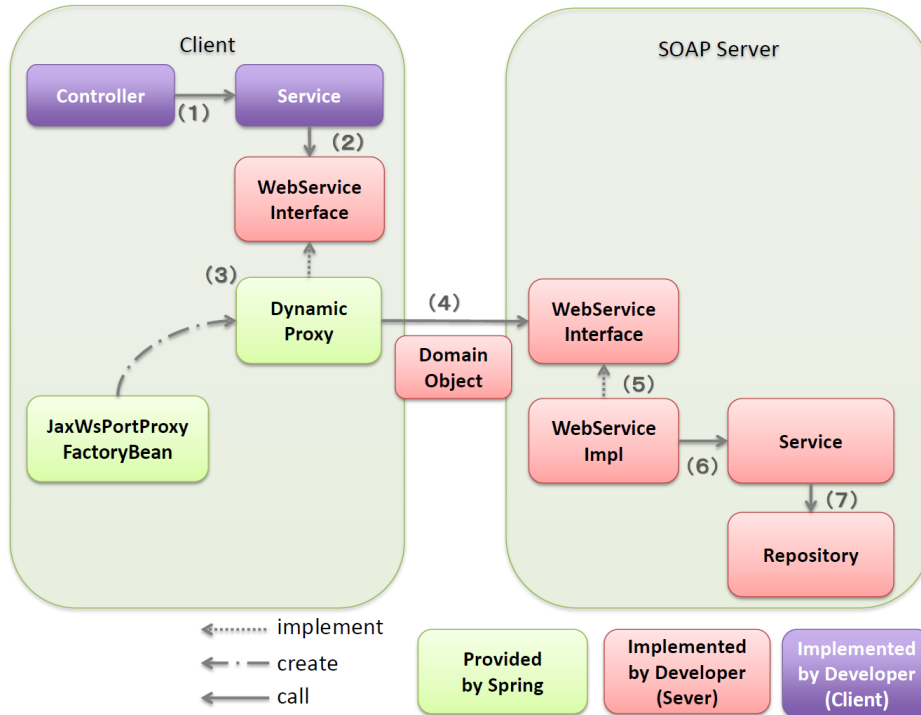 Client
SOAP Server
Controller
(1)
Service
(2)
WebService
Interface
(3)
Dynamic
Proxy
(4)
Domain
Object
WebService
Interface
(5)
JaxWsPortProxy
FactoryBean
WebService
Impl
(6)
Service
(7)
Repository
implement
create
call
Provided
by Spring
Implemented
by Developer
(Sever)
Implemented
by Developer
(Client)